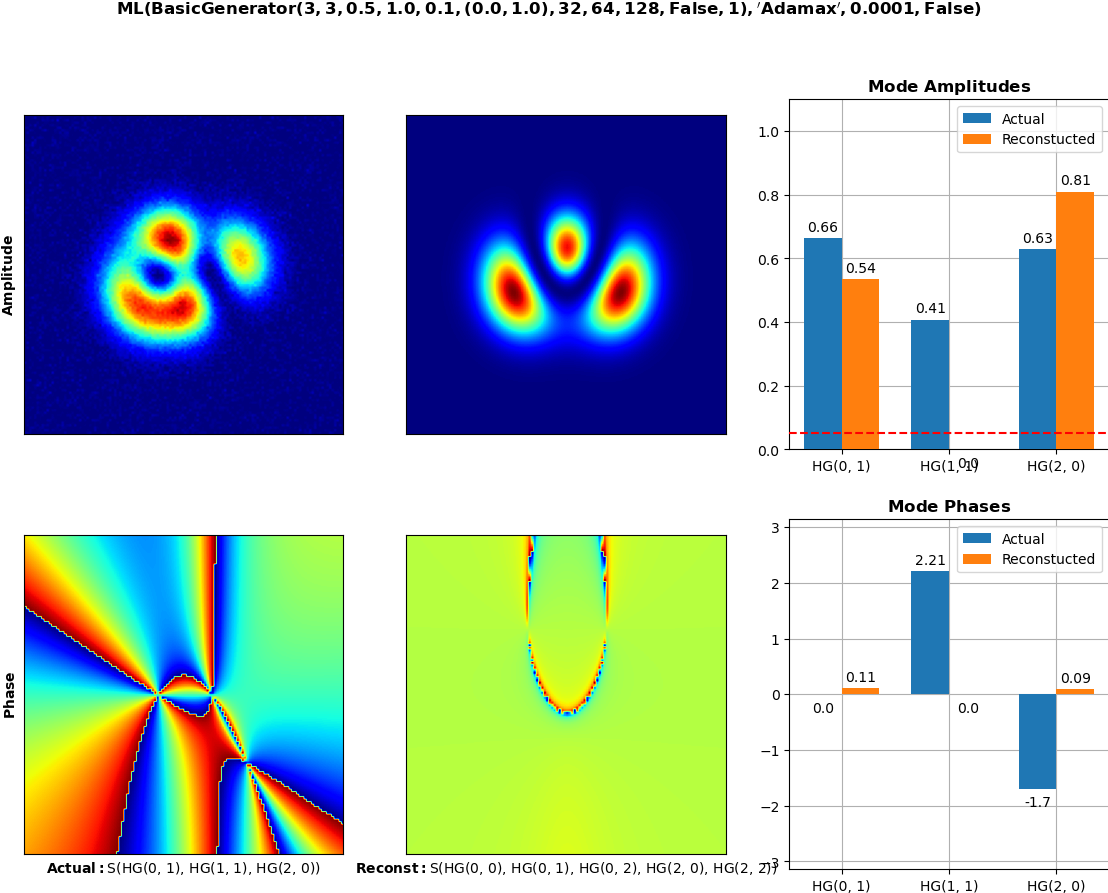 ML(BasicGenerator(3, 3, 0.5, 1.0, 0.1, (0.0, 1.0), 32, 64, 128, False, 1), ′Adamax′, 0.0001, False)
Amplitude
Mode Amplitudes
Actual
Reconstucted
1.0
0.8
0.6
0.4
0.2
0.0
0.66
0.54
0.41
0.0
0.63
0.81
HG(0, 1)
HG(1, 1)
HG(2, 0)
Phase
Actual: S(HG(0, 1), HG(1, 1), HG(2, 0))
Reconst: S(HG(0, 0), HG(0, 1), HG(0, 2), HG(2, 0), HG(2, 2))
Mode Phases
Actual
Reconstucted
3
2
1
0
−1
−2
−3
0.0
0.11
2.21
0.0
-1.7
0.09
HG(0, 1)
HG(1, 1)
HG(2, 0)